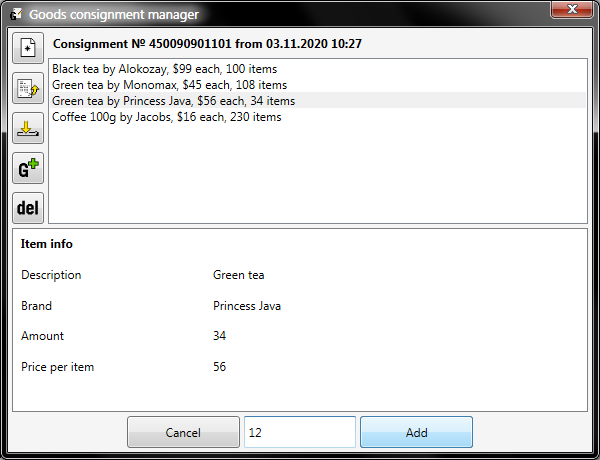 Goods consignment manager
Consignment № 450090901101 from 03.11.2020 10:27
Black tea by Alokozay, $99 each, 100 items
Green tea by Monomax, $45 each, 108 items
Green tea by Princess Java, $56 each, 34 items
Coffee 100g by Jacobs, $16 each, 230 items
G
del
Item info
Description Green tea
Brand Princess Java
Amount 34
Price per item 56
Cancel 12 Add